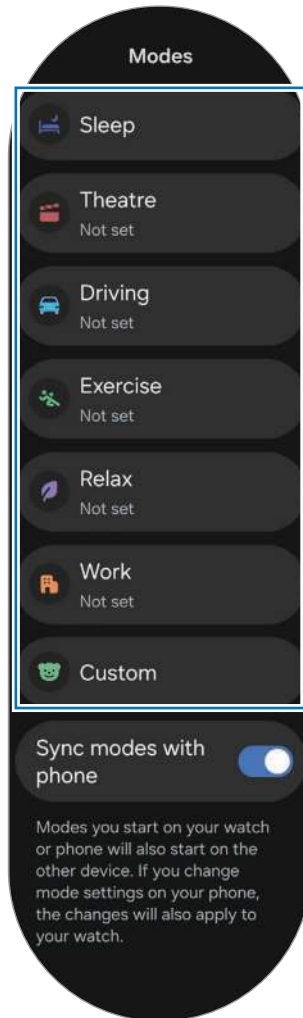 Modes
Sleep
Theatre
Not set
Driving
Not set
Exercise
Not set
Relax
Not set
Work
Not set
Custom
Sync modes with
phone
Modes you start on your watch
or phone will also start on the
other device. If you change
mode settings on your phone,
the changes will also apply to
your watch.